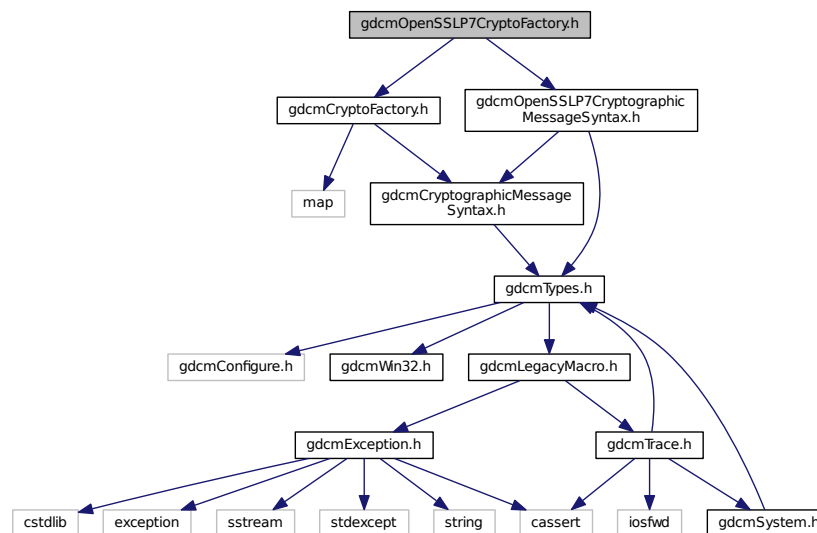 gdcmOpenSSLP7CryptoFactory.h
gdcmCryptoFactory.h
gdcmOpenSSLP7Cryptographic
MessageSyntax.h
map
gdcmCryptographicMessage
Syntax.h
gdcmTypes.h
gdcmConfigure.h
gdcmWin32.h
gdcmLegacyMacro.h
gdcmException.h
gdcmTrace.h
cstdlib
exception
sstream
stdexcept
string
cassert
iosfwd
gdcmSystem.h